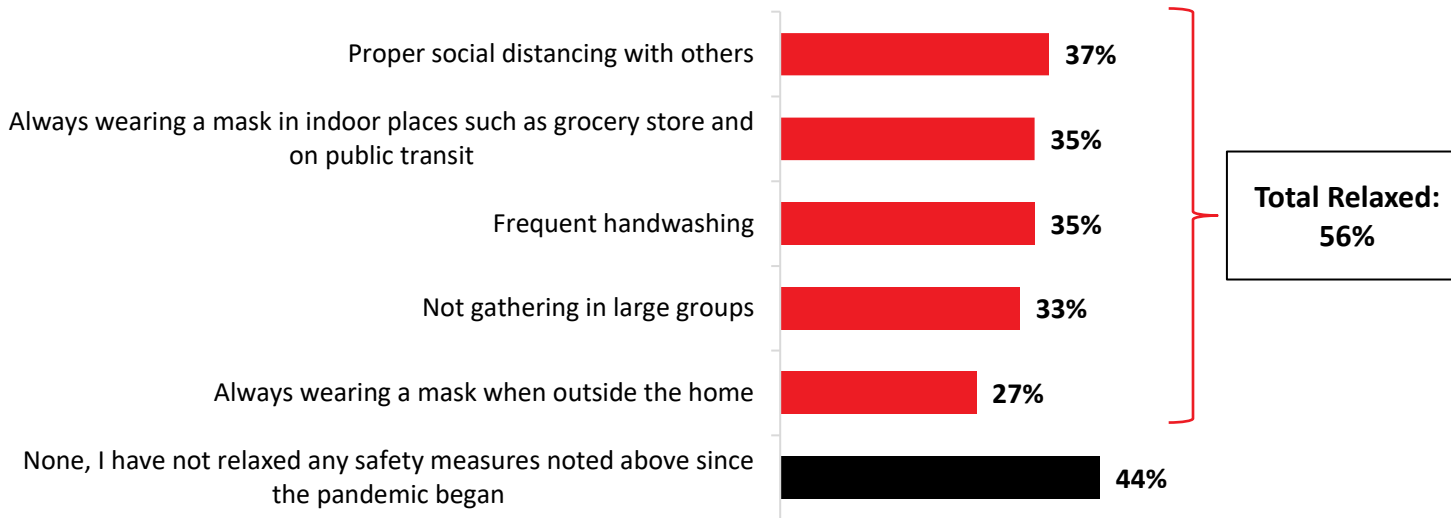 Proper social distancing with others
37%
Always wearing a mask in indoor places such as grocery store and
on public transit
35%
Frequent handwashing
35%
Not gathering in large groups
33%
Always wearing a mask when outside the home
27%
None, I have not relaxed any safety measures noted above since
the pandemic began
44%
Total Relaxed:
56%